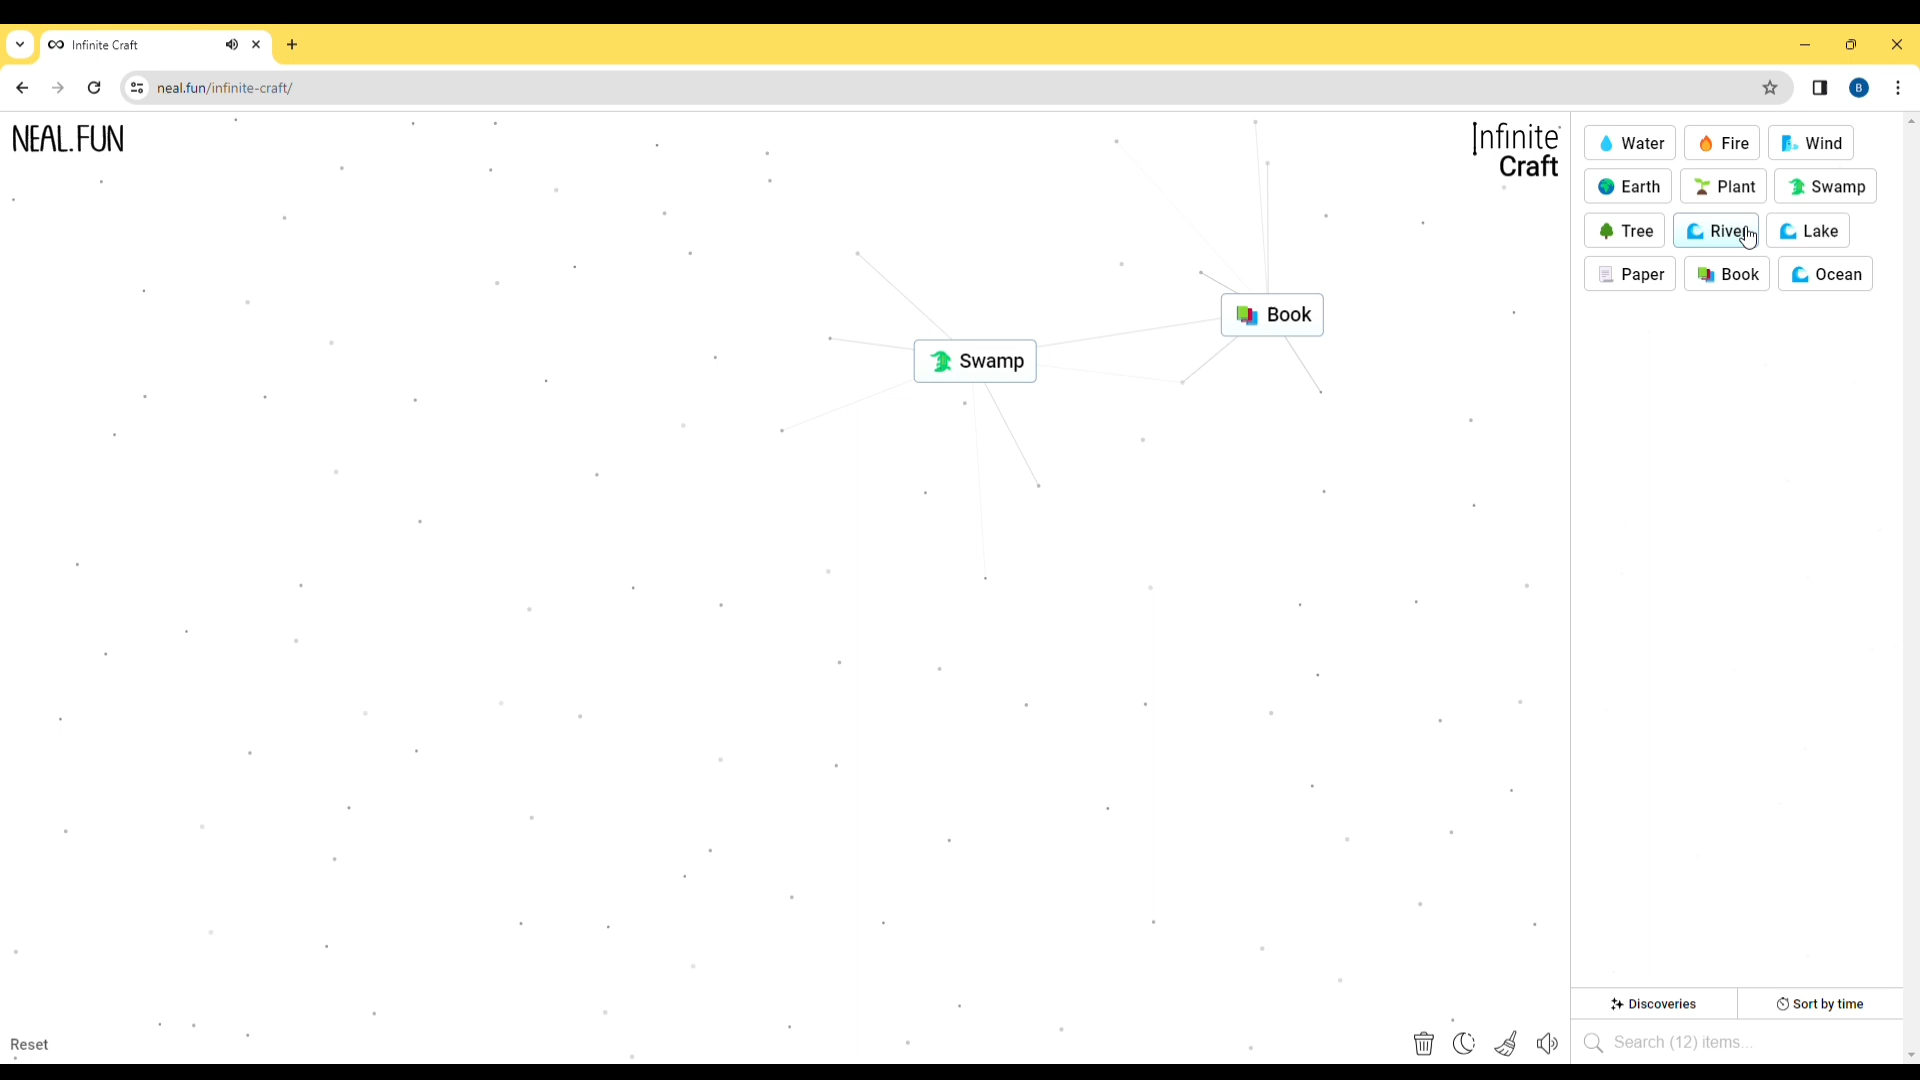 Infinite Craft
neal.fun/infinite-craft/
B
NEAL.FUN
Infinite
Craft
Water
Fire
Wind
Earth
Plant
Swamp
Tree
River
Lake
Paper
Book
Ocean
Book
Swamp
Discoveries
Sort by time
Reset
Search (12) items...